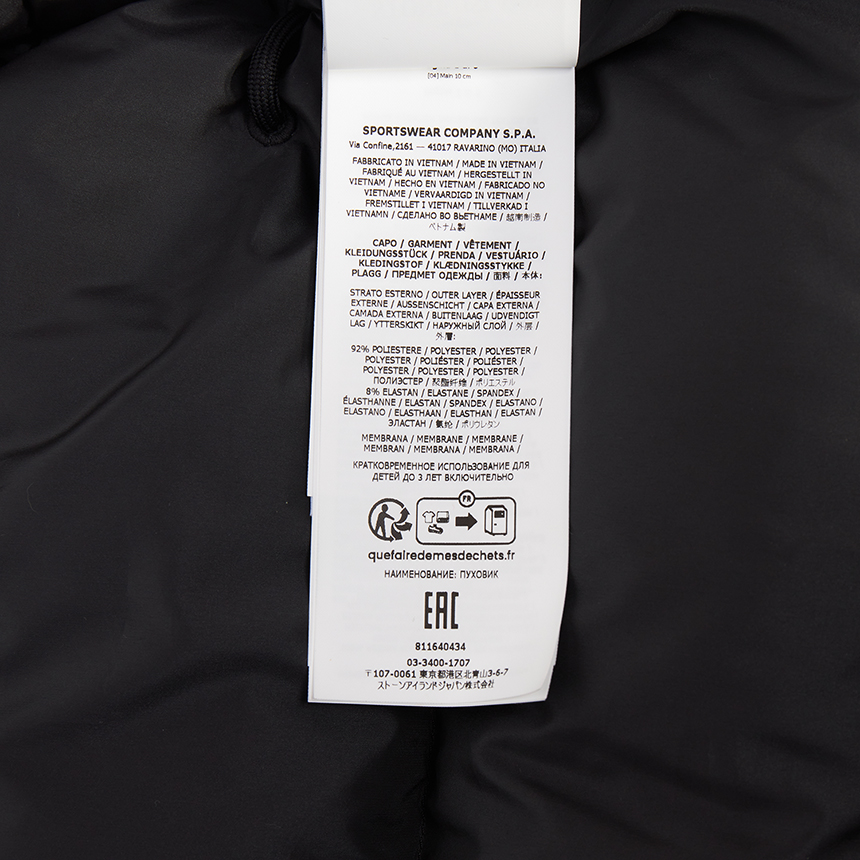 [04] Main 10 cm
SPORTSWEAR COMPANY S.P.A.
Via Confine,2161 — 41017 RAVARINO (MO) ITALIA
FABBRICATO IN VIETNAM / MADE IN VIETNAM /
FABRIQUÉ AU VIETNAM / HERGESTELLT IN
VIETNAM / HECHO EN VIETNAM / FABRICADO NO
VIETNAME / VERVAARDIGD IN VIETNAM /
FREMSTILLET I VIETNAM / TILLVERKAD I
VIETNAMN / СДЕЛАНО ВО ВЬЕТНАМЕ / 越南制造 /
ベトナム製
CAPO / GARMENT / VÊTEMENT /
KLEIDUNGSSTÜCK / PRENDA / VESTUÁRIO /
KLEDINGSTOF / KLÆDNINGSSTYKKE /
PLAGG / ПРЕДМЕТ ОДЕЖДЫ / 面料 / 本体:
STRATO ESTERNO / OUTER LAYER / ÉPAISSEUR
EXTERNE / AUSSENSCHICHT / CAPA EXTERNA /
CAMADA EXTERNA / BUITENLAAG / UDVENDIGT
LAG / YTTERSKIKT / НАРУЖНЫЙ СЛОЙ / 外层 /
外層:
92% POLIESTERE / POLYESTER / POLYESTER /
POLYESTER / POLIÉSTER / POLIÉSTER /
POLYESTER / POLYESTER / POLYESTER /
ПОЛИЭСТЕР / 聚酯纤维 / ポリエステル
8% ELASTAN / ELASTANE / SPANDEX /
ÉLASTHANNE / ELASTAN / SPANDEX / ELASTANO /
ELASTANO / ELASTHAAN / ELASTHAN / ELASTAN /
ЭЛАСТАН / 氨纶 / ポリウレタン
MEMBRANA / MEMBRANE / MEMBRANE /
MEMBRAN / MEMBRANA / MEMBRANA /
КРАТКОВРЕМЕННОЕ ИСПОЛЬЗОВАНИЕ ДЛЯ
ДЕТЕЙ ДО 3 ЛЕТ ВКЛЮЧИТЕЛЬНО
FR
quefairedemesdechets.fr
НАИМЕНОВАНИЕ: ПУХОВИК
EAC
811640434
03-3400-1707
〒107-0061 東京都港区北青山3-6-7
ストーンアイランドジャパン株式会社